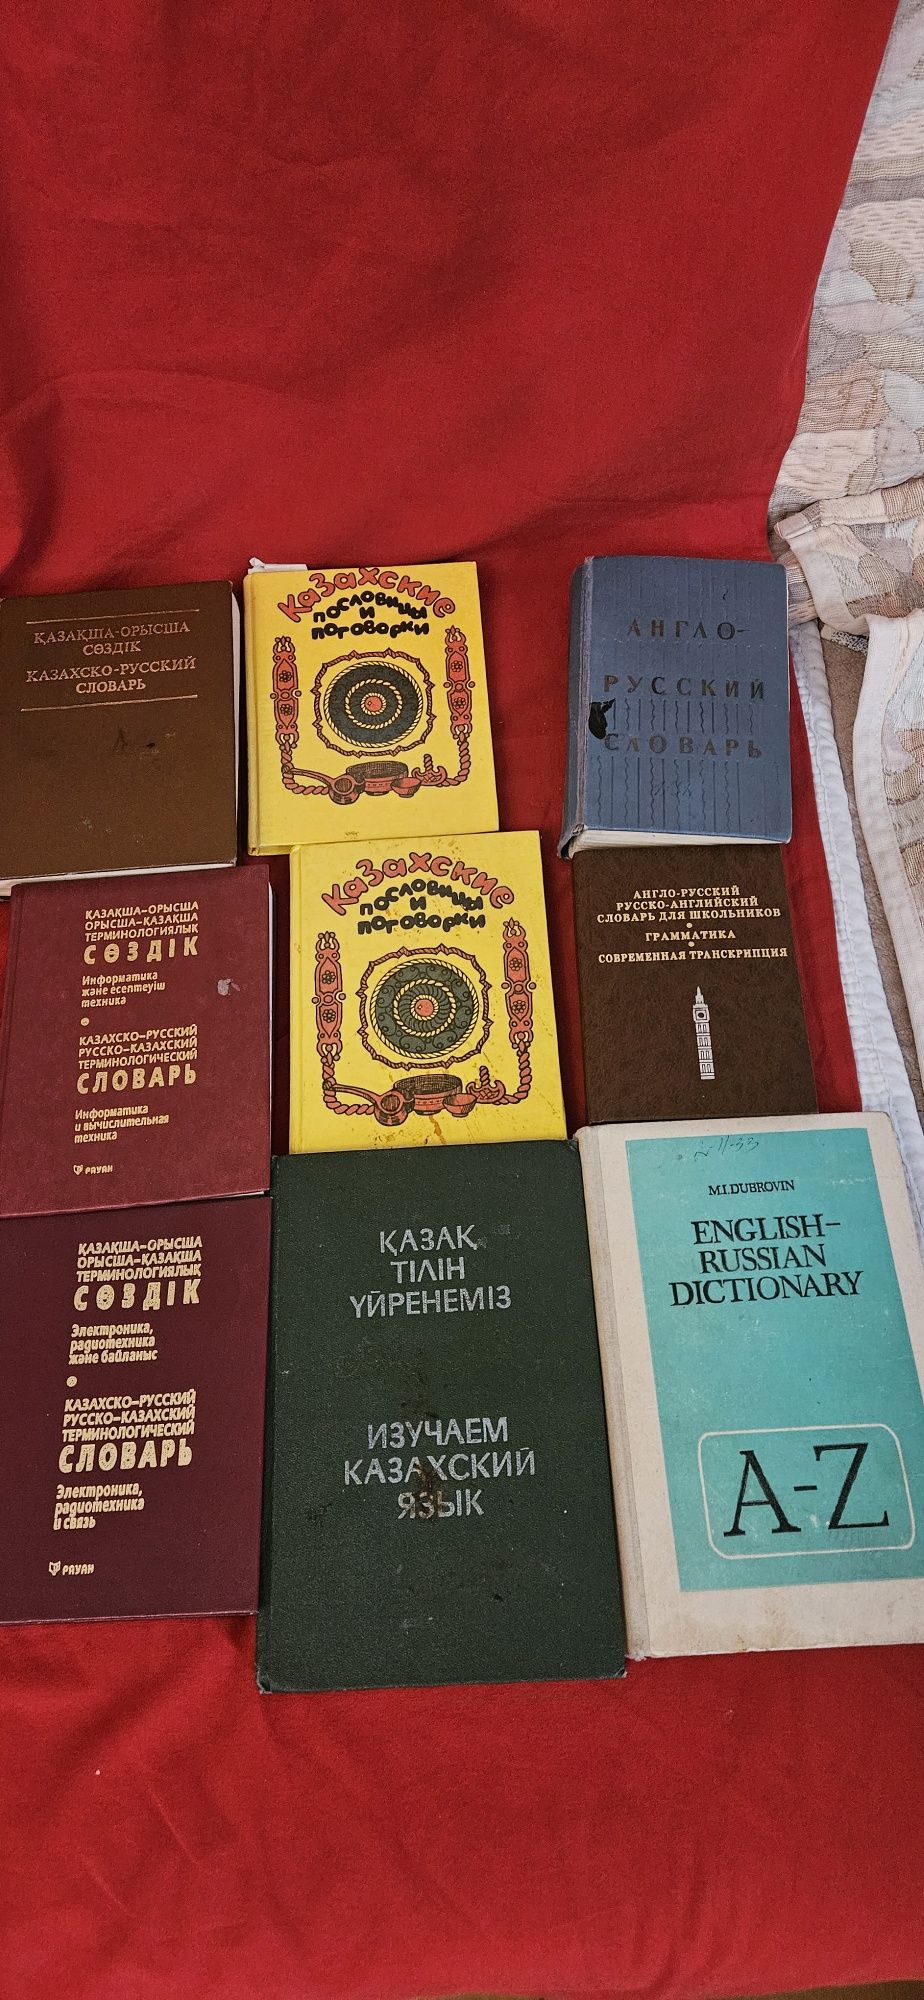 ҚАЗАҚША-ОРЫСША
СӨЗДІК
КАЗАХСКО-РУССКИЙ
СЛОВАРЬ
Казахские
пословицы
и
поговорки
АНГЛО-
РУССКИЙ
СЛОВАРЬ
ҚАЗАҚША-ОРЫСША
ОРЫСША-ҚАЗАҚША
ТЕРМИНОЛОГИЯЛЫҚ
СӨЗДІК
Информатика
және есептеуіш
техника
КАЗАХСКО-РУССКИЙ
РУССКО-КАЗАХСКИЙ
ТЕРМИНОЛОГИЧЕСКИЙ
СЛОВАРЬ
Информатика
и вычислительная
техника
РАУАН
Казахские
пословицы
и
поговорки
АНГЛО-РУССКИЙ
РУССКО-АНГЛИЙСКИЙ
СЛОВАРЬ ДЛЯ ШКОЛЬНИКОВ
ГРАММАТИКА
СОВРЕМЕННАЯ ТРАНСКРИПЦИЯ
ҚАЗАҚША-ОРЫСША
ОРЫСША-ҚАЗАҚША
ТЕРМИНОЛОГИЯЛЫҚ
СӨЗДІК
Электроника,
радиотехника
және байланыс
КАЗАХСКО-РУССКИЙ
РУССКО-КАЗАХСКИЙ
ТЕРМИНОЛОГИЧЕСКИЙ
СЛОВАРЬ
Электроника,
радиотехника
и связь
РАУАН
ҚАЗАҚ
ТІЛІН
ҮЙРЕНЕМІЗ
ИЗУЧАЕМ
КАЗАХСКИЙ
ЯЗЫК
M.I.DUBROVIN
ENGLISH-
RUSSIAN
DICTIONARY
A-Z